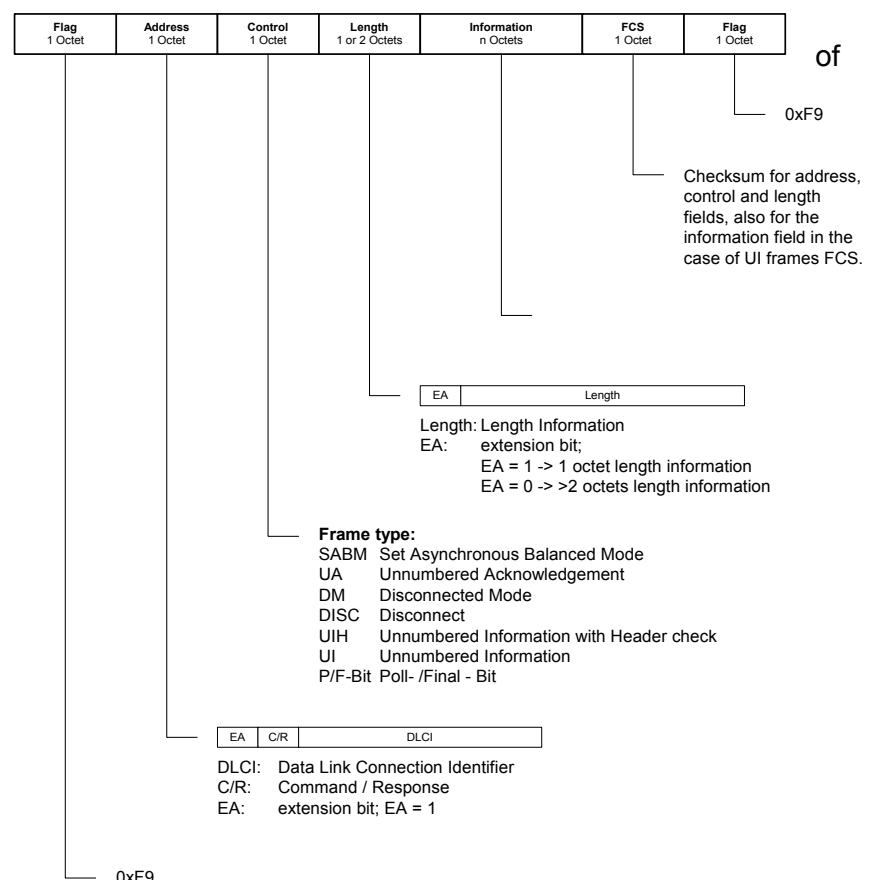 Flag Address Control Length Information FCS Flag
1 Octet 1 Octet 1 Octet 1 or 2 Octets n Octets 1 Octet 1 Octet
of
0xF9
Checksum for address,
control and length
fields, also for the
information field in the
case of UI frames FCS.
EA Length
Length: Length Information
EA: extension bit;
EA = 1 -> 1 octet length information
EA = 0 -> >2 octets length information
Frame type:
SABM Set Asynchronous Balanced Mode
UA Unnumbered Acknowledgement
DM Disconnected Mode
DISC Disconnect
UIH Unnumbered Information with Header check
UI Unnumbered Information
P/F-Bit Poll- /Final - Bit
EA C/R DLCI
DLCI: Data Link Connection Identifier
C/R: Command / Response
EA: extension bit; EA = 1
0xF9